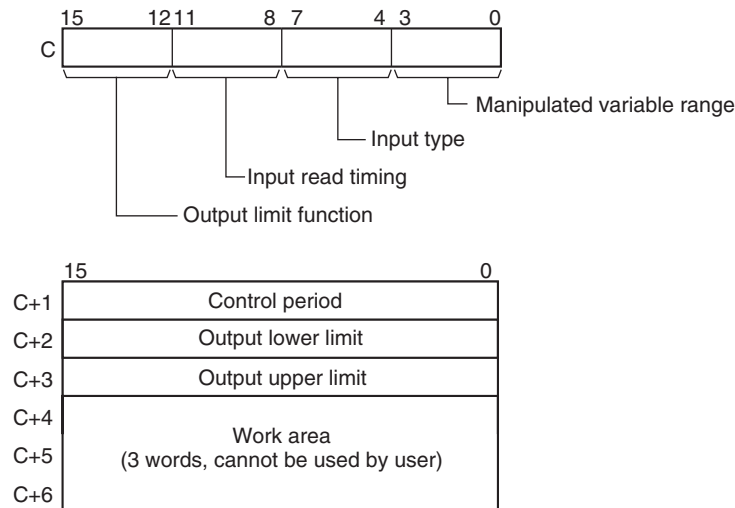 15 12 11 8 7 4 3 0
C
Manipulated variable range
Input type
Input read timing
Output limit function
15 0
C+1 Control period
C+2 Output lower limit
C+3 Output upper limit
C+4
Work area
C+5 (3 words, cannot be used by user)
C+6